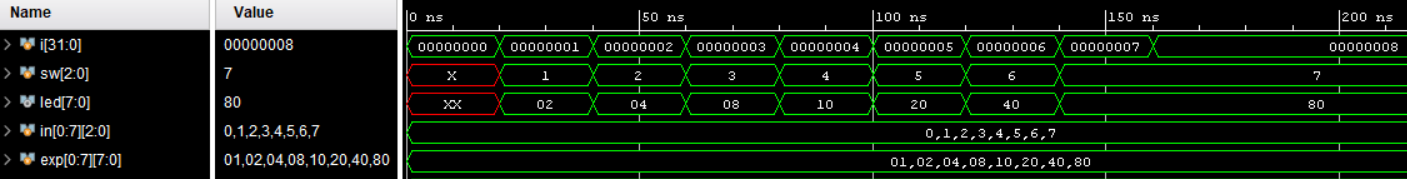 Name Value 0 ns 50 ns 100 ns 150 ns 200 ns
i[31:0] 00000008 00000000 00000001 00000002 00000003 00000004 00000005 00000006 00000007 00000008
sw[2:0] 7 X 1 2 3 4 5 6 7
led[7:0] 80 XX 02 04 08 10 20 40 80
in[0:7][2:0] 0,1,2,3,4,5,6,7 0,1,2,3,4,5,6,7
exp[0:7][7:0] 01,02,04,08,10,20,40,80 01,02,04,08,10,20,40,80